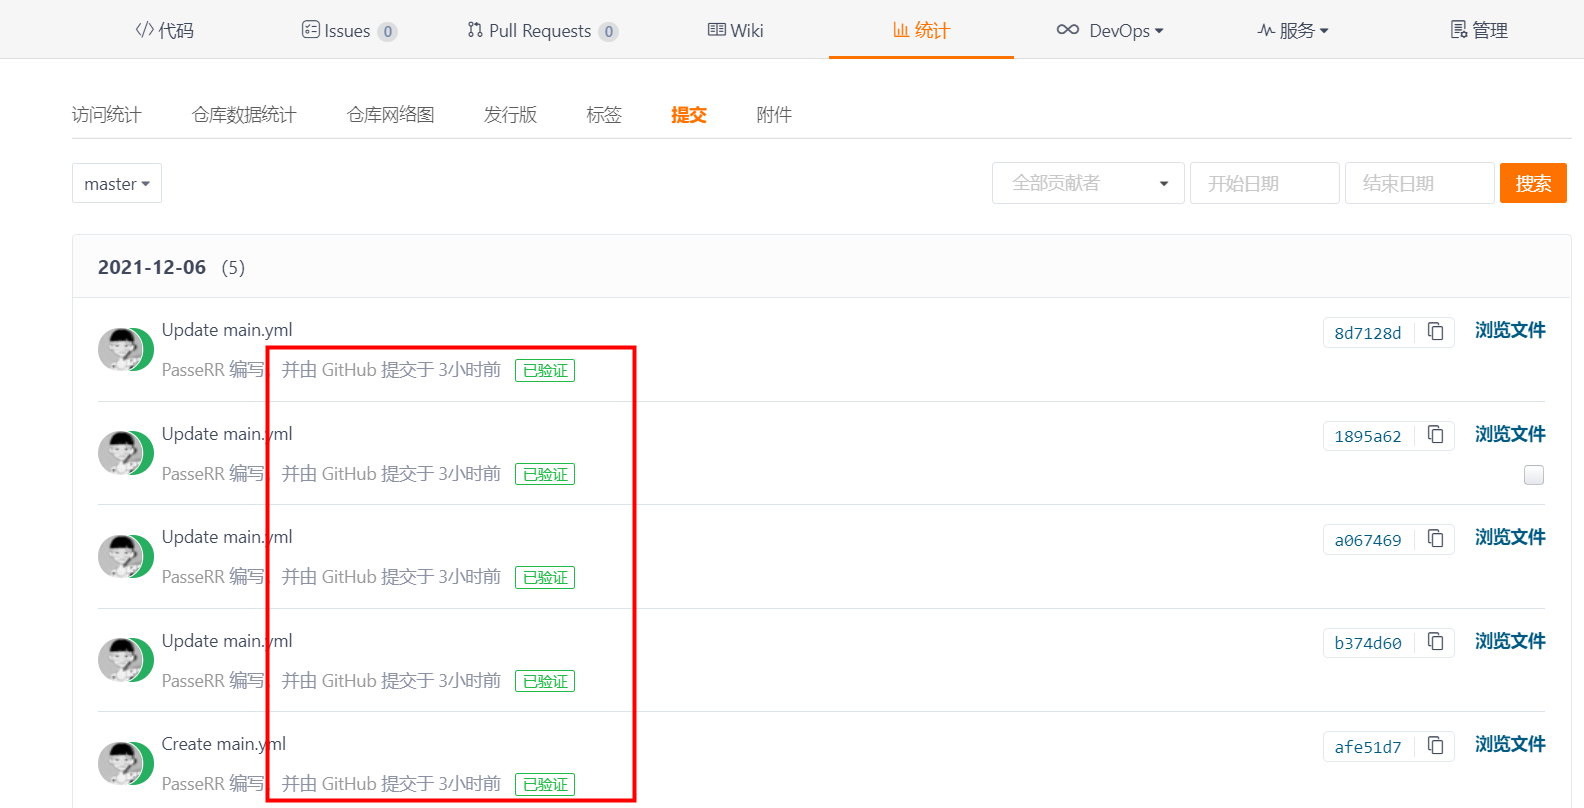 代码 Issues 0 Pull Requests 0 Wiki 统计 DevOps 服务 管理
访问统计 仓库数据统计 仓库网络图 发行版 标签 提交 附件
master 全部贡献者 开始日期 结束日期 搜索
2021-12-06 (5)
Update main.yml 8d7128d 浏览文件
PasseRR 编写, 并由 GitHub 提交于 3小时前 已验证
Update main.yml 1895a62 浏览文件
PasseRR 编写, 并由 GitHub 提交于 3小时前 已验证
Update main.yml a067469 浏览文件
PasseRR 编写, 并由 GitHub 提交于 3小时前 已验证
Update main.yml b374d60 浏览文件
PasseRR 编写, 并由 GitHub 提交于 3小时前 已验证
Create main.yml afe51d7 浏览文件
PasseRR 编写, 并由 GitHub 提交于 3小时前 已验证